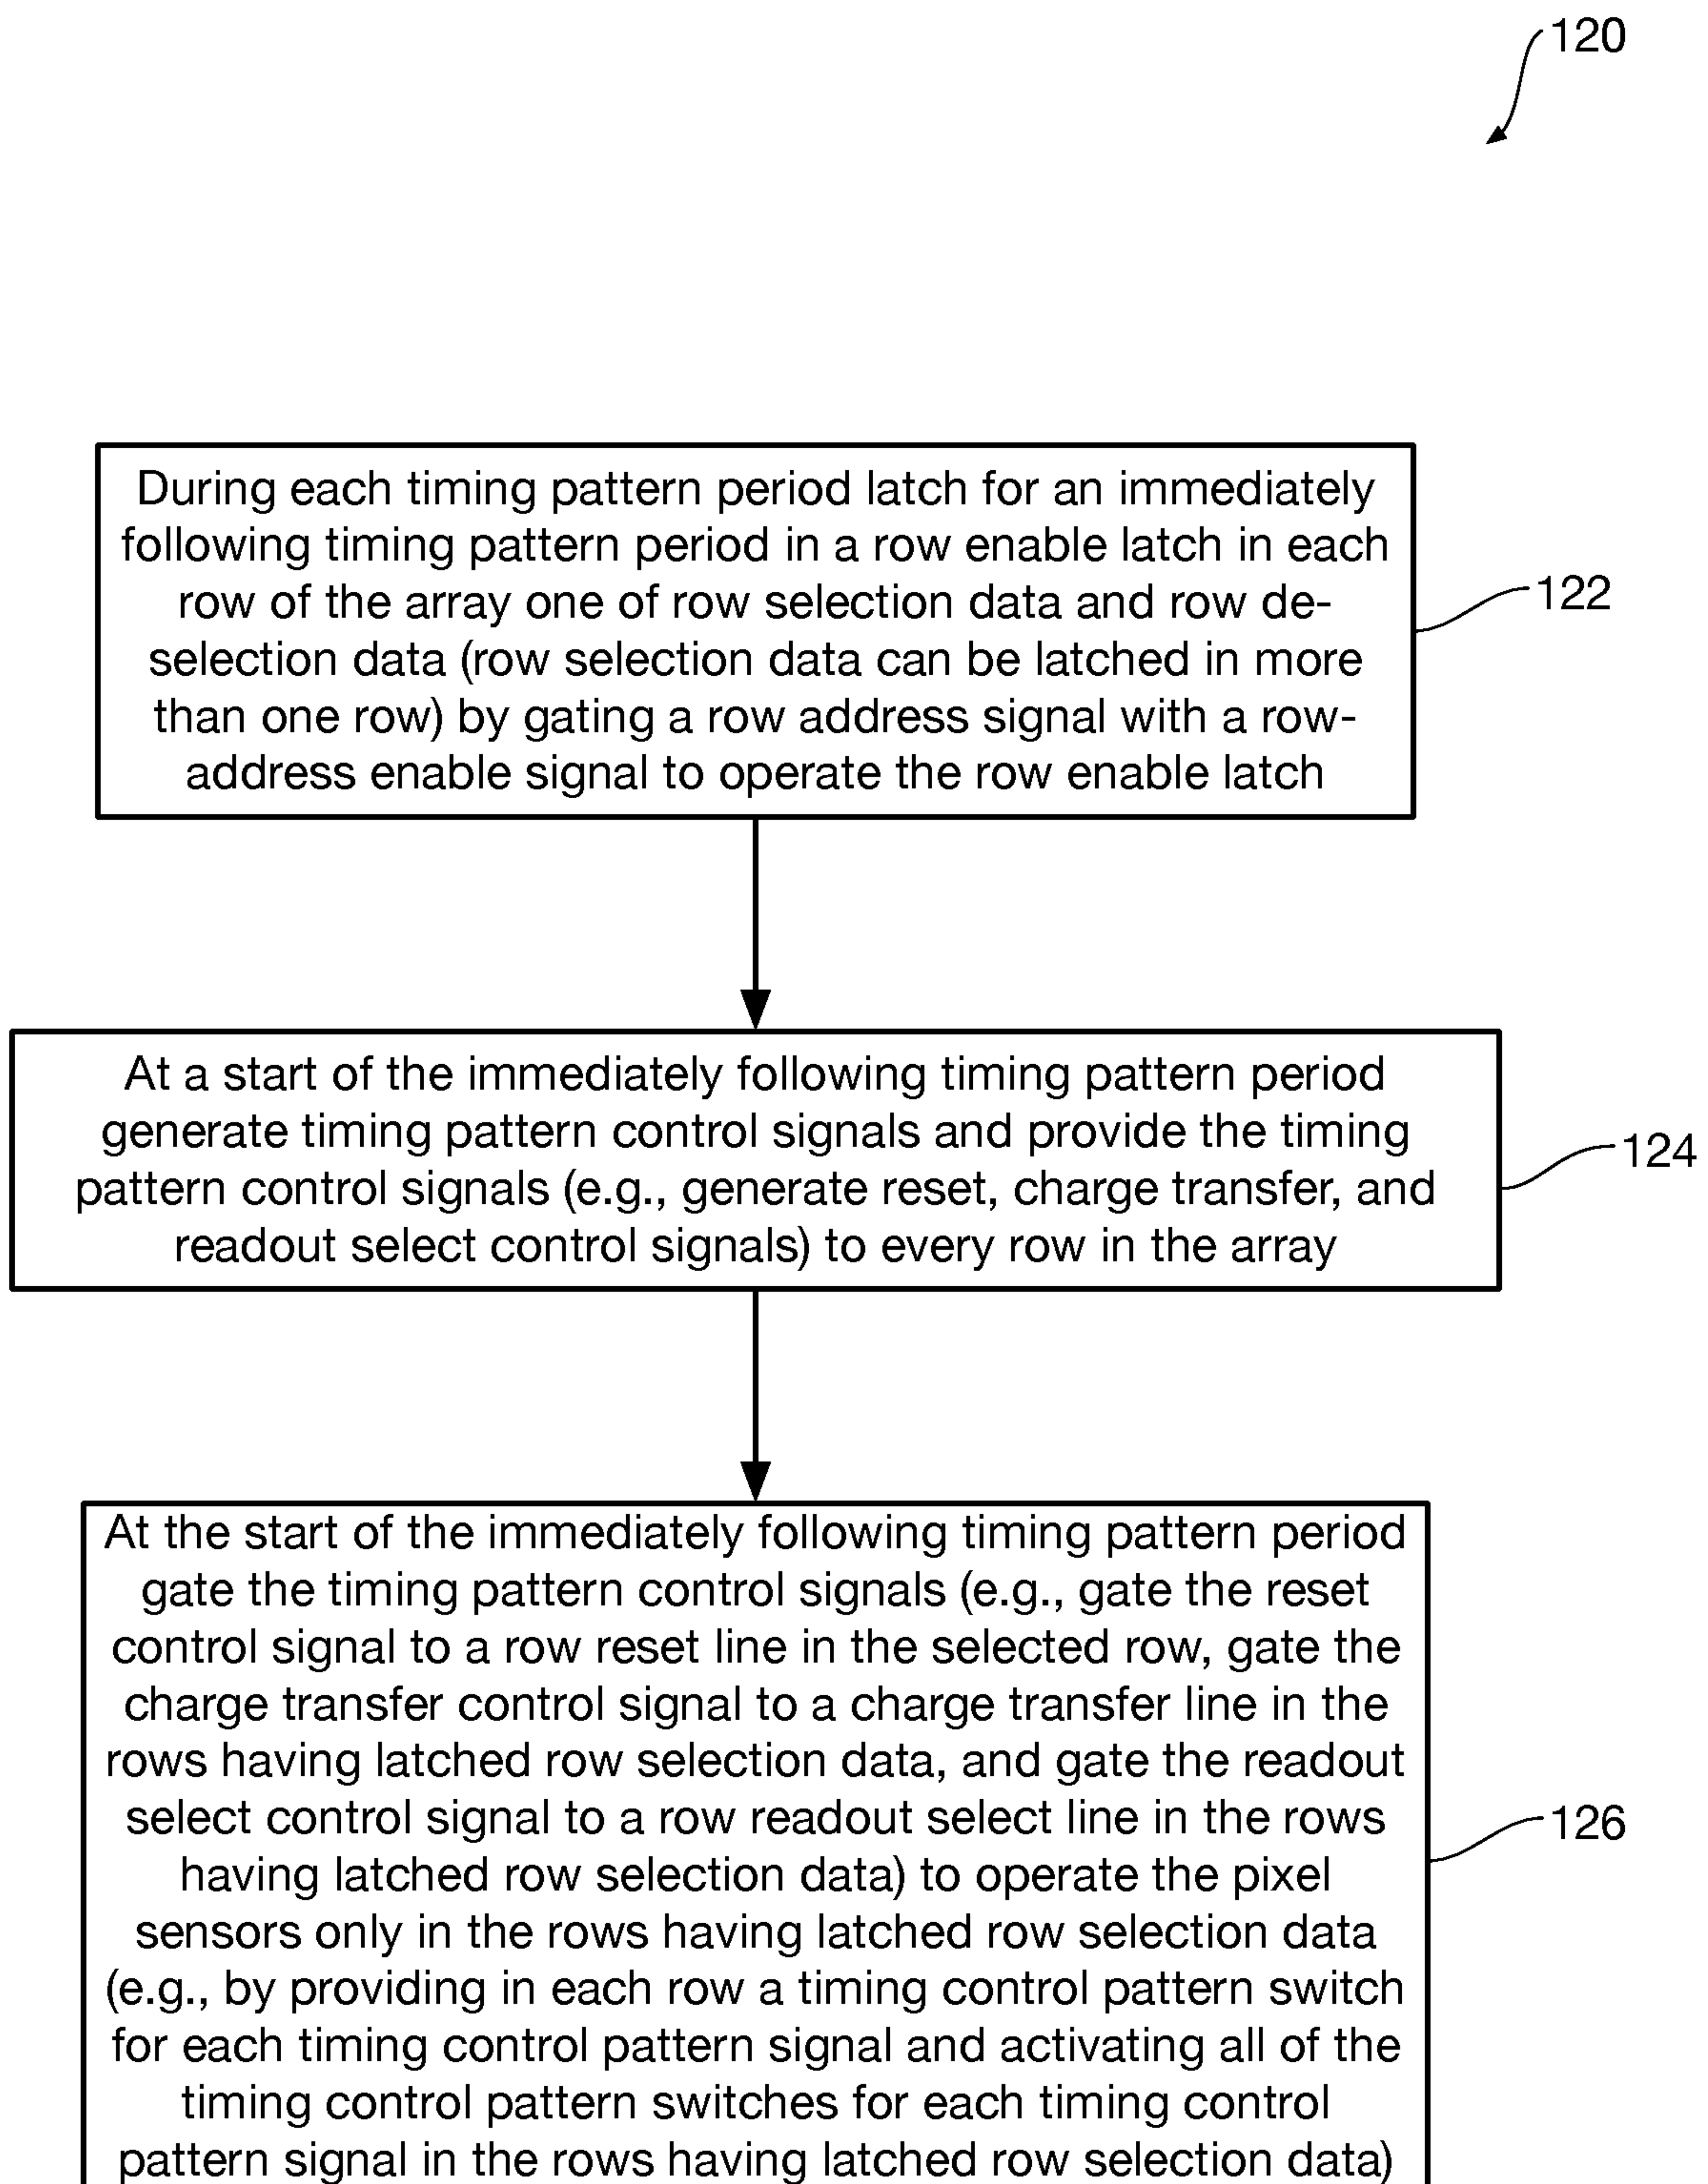 120
During each timing pattern period latch for an immediately
following timing pattern period in a row enable latch in each
row of the array one of row selection data and row de-
selection data (row selection data can be latched in more
than one row) by gating a row address signal with a row-
address enable signal to operate the row enable latch
122
At a start of the immediately following timing pattern period
generate timing pattern control signals and provide the timing
pattern control signals (e.g., generate reset, charge transfer, and
readout select control signals) to every row in the array
124
At the start of the immediately following timing pattern period
gate the timing pattern control signals (e.g., gate the reset
control signal to a row reset line in the selected row, gate the
charge transfer control signal to a charge transfer line in the
rows having latched row selection data, and gate the readout
select control signal to a row readout select line in the rows
having latched row selection data) to operate the pixel
sensors only in the rows having latched row selection data
(e.g., by providing in each row a timing control pattern switch
for each timing control pattern signal and activating all of the
timing control pattern switches for each timing control
pattern signal in the rows having latched row selection data)
126